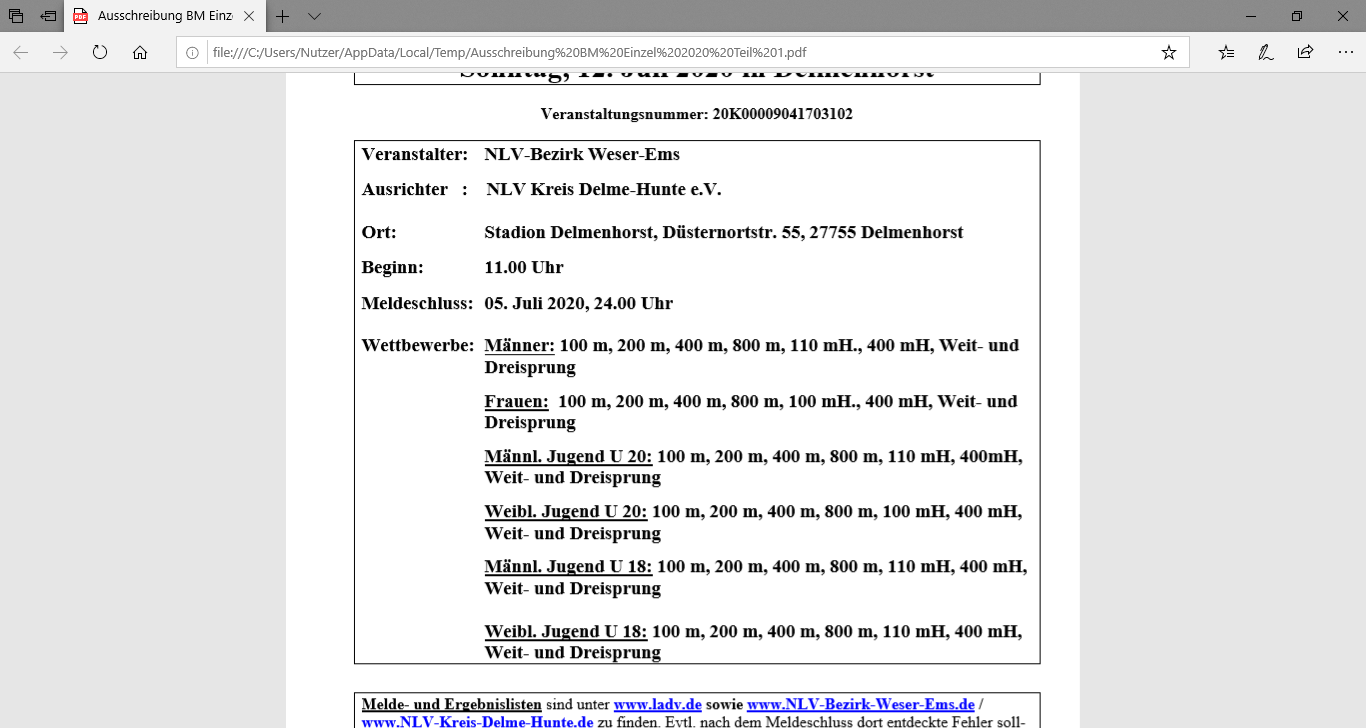 Ausschreibung BM Einz
file:///C:/Users/Nutzer/AppData/Local/Temp/Ausschreibung%20BM%20Einzel%202020%20Teil%201.pdf
Sonntag, 12. Juli 2020 in Delmenhorst
Veranstaltungsnummer: 20K00009041703102
Veranstalter: NLV-Bezirk Weser-Ems
Ausrichter : NLV Kreis Delme-Hunte e.V.
Ort: Stadion Delmenhorst, Düsternortstr. 55, 27755 Delmenhorst
Beginn: 11.00 Uhr
Meldeschluss: 05. Juli 2020, 24.00 Uhr
Wettbewerbe: Männer: 100 m, 200 m, 400 m, 800 m, 110 mH., 400 mH, Weit- und
Dreisprung
Frauen: 100 m, 200 m, 400 m, 800 m, 100 mH., 400 mH, Weit- und
Dreisprung
Männl. Jugend U 20: 100 m, 200 m, 400 m, 800 m, 110 mH, 400mH,
Weit- und Dreisprung
Weibl. Jugend U 20: 100 m, 200 m, 400 m, 800 m, 100 mH, 400 mH,
Weit- und Dreisprung
Männl. Jugend U 18: 100 m, 200 m, 400 m, 800 m, 110 mH, 400 mH,
Weit- und Dreisprung
Weibl. Jugend U 18: 100 m, 200 m, 400 m, 800 m, 110 mH, 400 mH,
Weit- und Dreisprung
Melde- und Ergebnislisten sind unter www.ladv.de sowie www.NLV-Bezirk-Weser-Ems.de /
www.NLV-Kreis-Delme-Hunte.de zu finden. Evtl. nach dem Meldeschluss dort entdeckte Fehler soll-